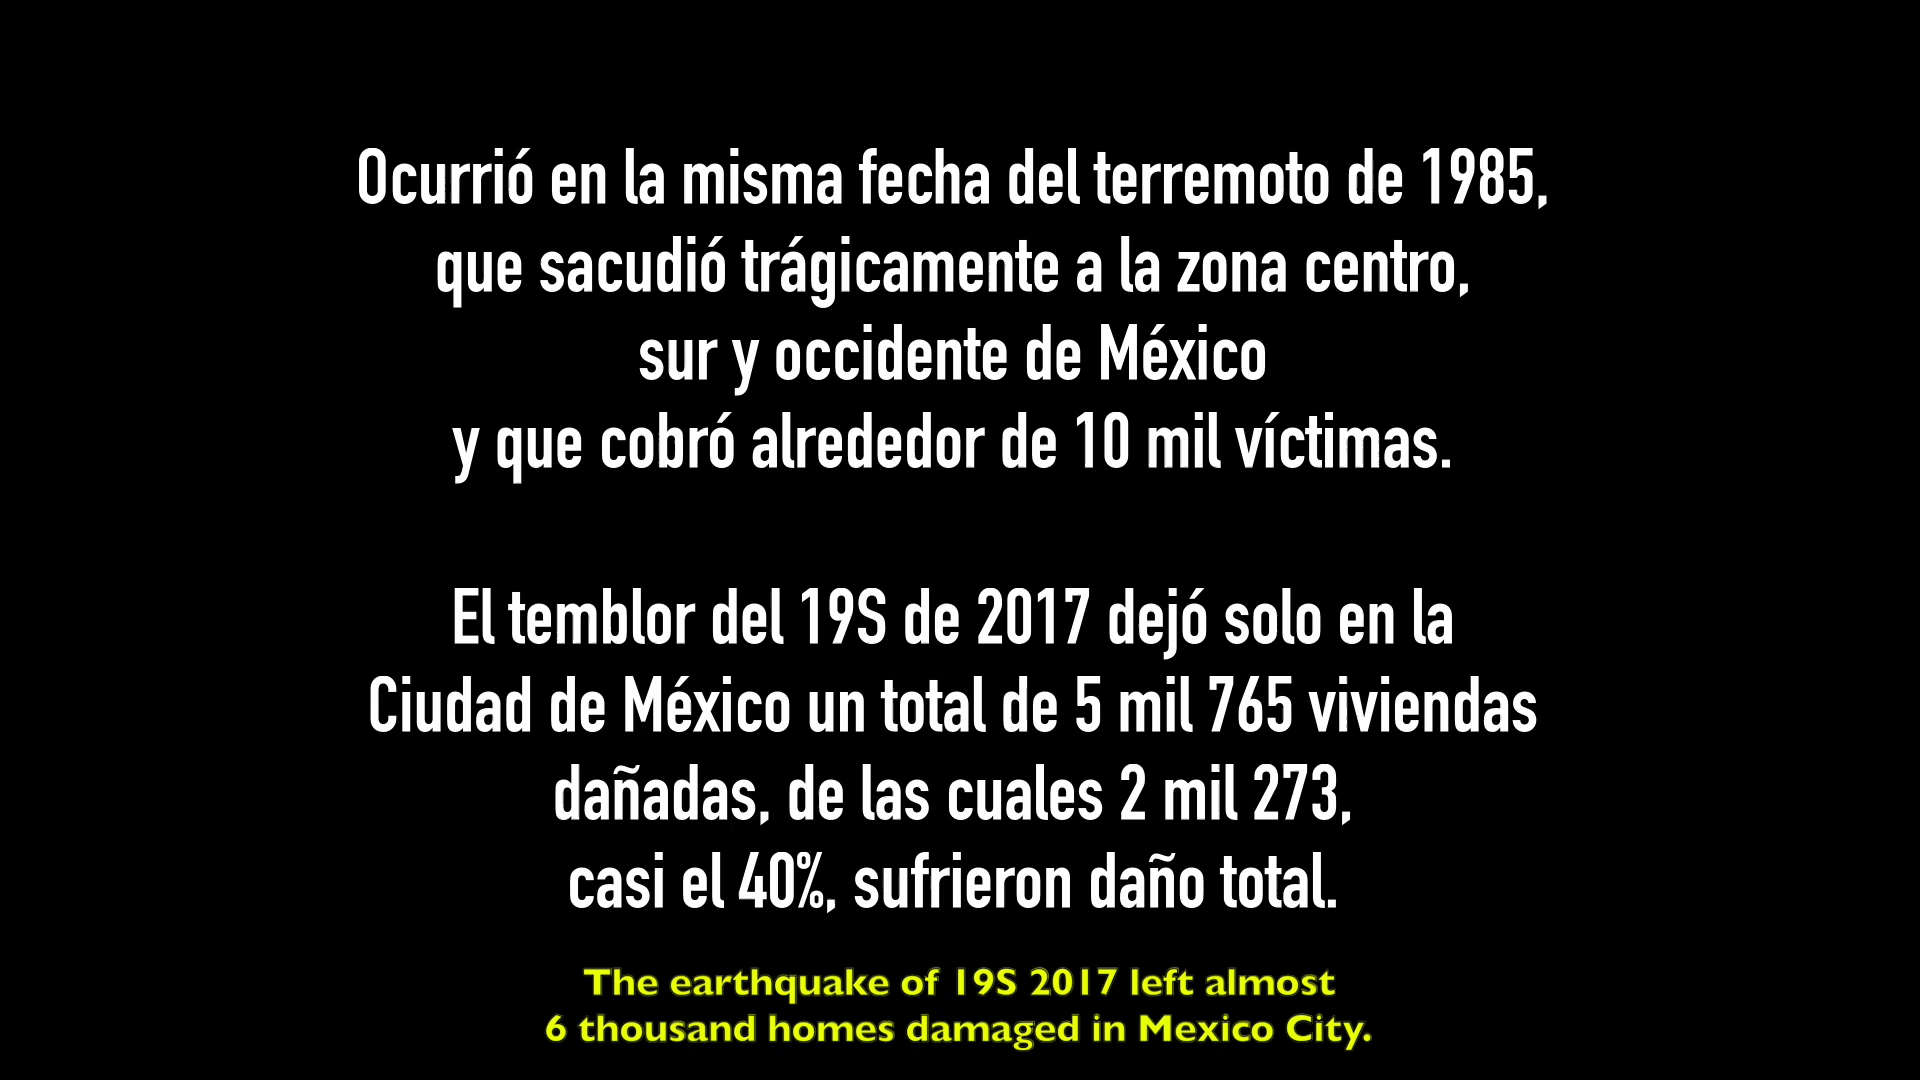 Ocurrió en la misma fecha del terremoto de 1985,
que sacudió trágicamente a la zona centro,
sur y occidente de México
y que cobró alrededor de 10 mil víctimas.
El temblor del 19S de 2017 dejó solo en la
Ciudad de México un total de 5 mil 765 viviendas
dañadas, de las cuales 2 mil 273,
casi el 40%, sufrieron daño total.
The earthquake of 19S 2017 left almost
6 thousand homes damaged in Mexico City.